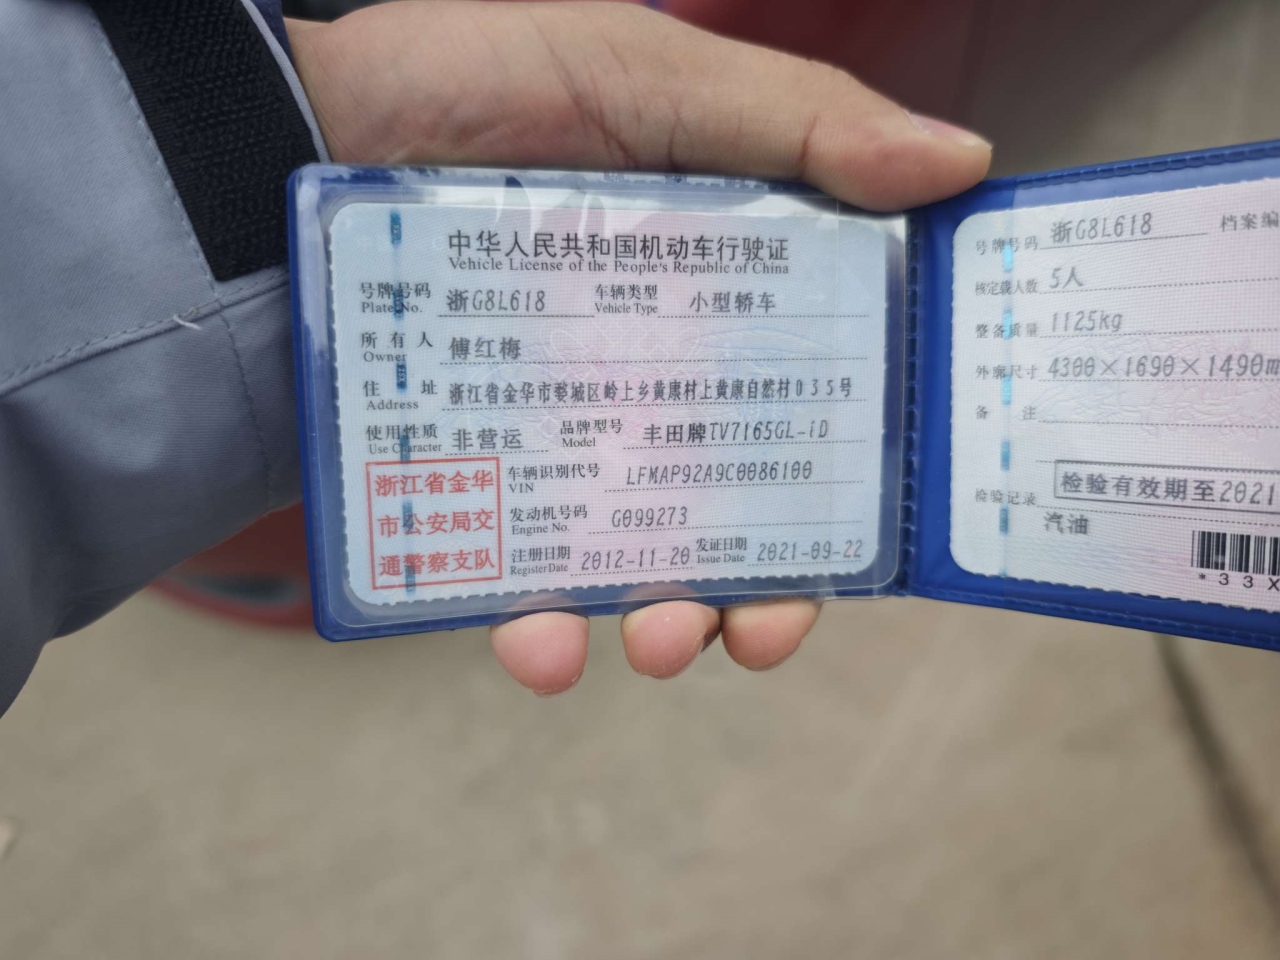 中华人民共和国机动车行驶证
Vehicle License of the People's Republic of China
号牌号码 浙G8L618 车辆类型 小型轿车
Plate No. Vehicle Type
所有人 傅红梅
Owner
住址 浙江省金华市婺城区岭上乡黄康村上黄康自然村035号
Address
使用性质 非营运 品牌型号 丰田牌TV7165GL-iD
Use Character Model
浙江省金华
市公安局交
通警察支队
车辆识别代号 LFMAP92A9C0086100
VIN
发动机号码 G099273
Engine No.
注册日期 2012-11-20 发证日期 2021-09-22
Register Date Issue Date
号牌号码 浙G8L618 档案编
核定载人数 5人
整备质量 1125kg
外廓尺寸 4300×1690×1490m
备注
检验有效期至2021
检验记录
汽油
*33X